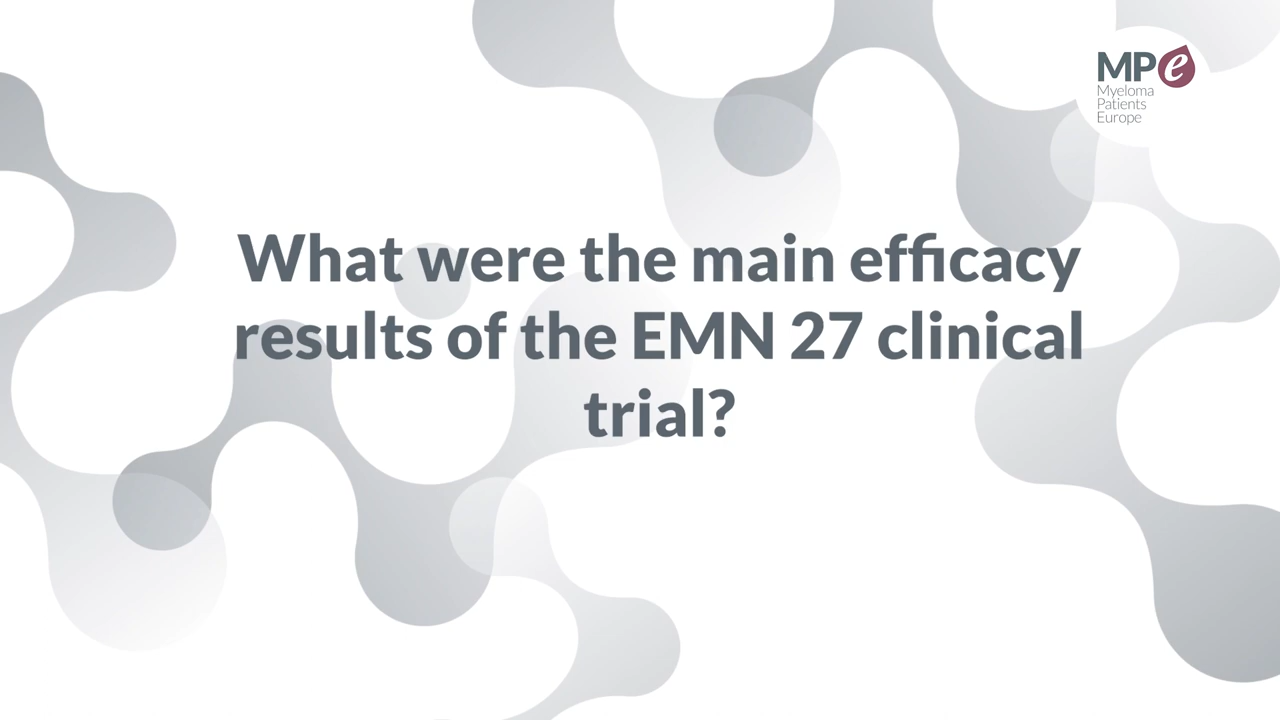 MPe
Myeloma
Patients
Europe
What were the main efficacy
results of the EMN 27 clinical
trial?